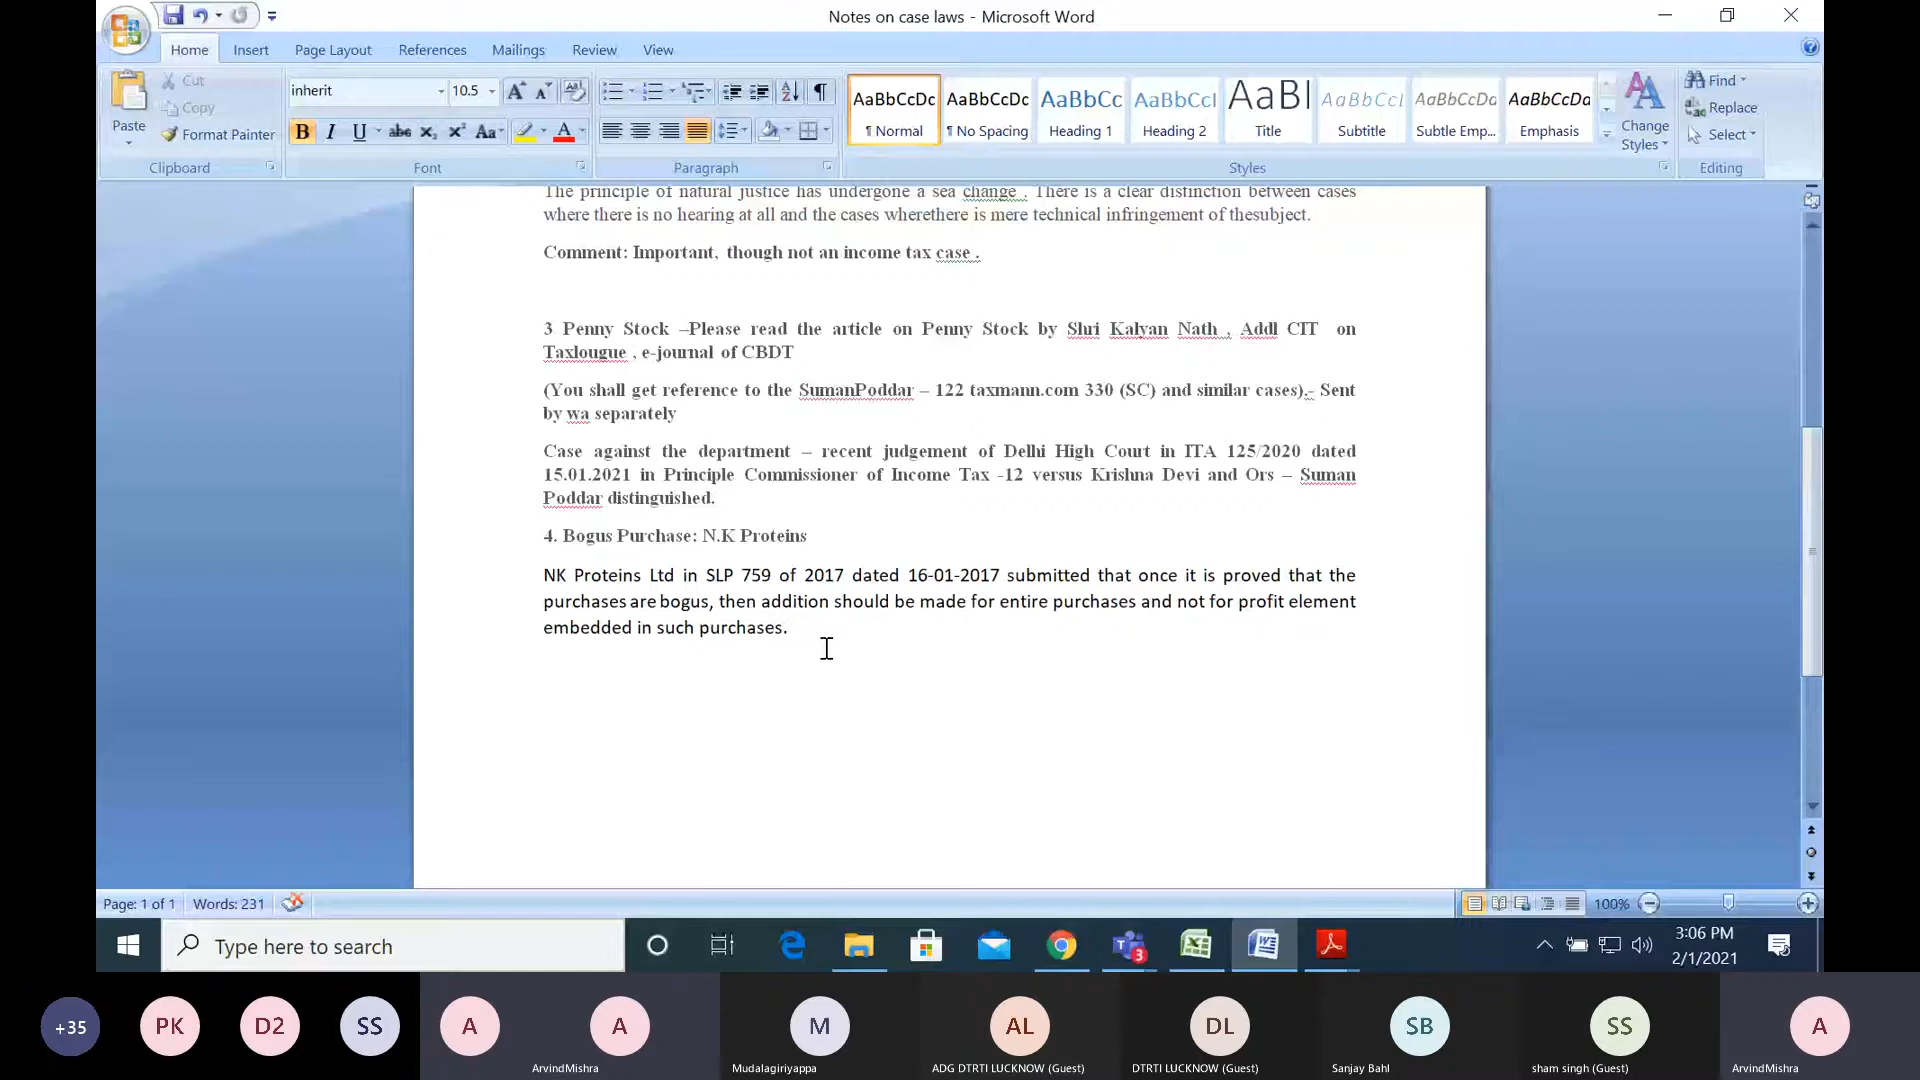 Notes on case laws - Microsoft Word
Home Insert Page Layout References Mailings Review View
Paste
Cut
Copy
Format Painter
Clipboard
inherit 10.5
Font
Paragraph
AaBbCcDc AaBbCcDc AaBbCc AaBbCcI AaBI AaBbCcL AaBbCcDa AaBbCcDa
¶ Normal ¶ No Spacing Heading 1 Heading 2 Title Subtitle Subtle Emp... Emphasis
Styles
Change
Styles
Find
Replace
Select
Editing
The principle of natural justice has undergone a sea change . There is a clear distinction between cases
where there is no hearing at all and the cases wherethere is mere technical infringement of thesubject.
Comment: Important, though not an income tax case .
3 Penny Stock –Please read the article on Penny Stock by Shri Kalyan Nath , Addl CIT on
Taxlougue , e-journal of CBDT
(You shall get reference to the SumanPoddar – 122 taxmann.com 330 (SC) and similar cases).- Sent
by wa separately
Case against the department – recent judgement of Delhi High Court in ITA 125/2020 dated
15.01.2021 in Principle Commissioner of Income Tax -12 versus Krishna Devi and Ors – Suman
Poddar distinguished.
4. Bogus Purchase: N.K Proteins
NK Proteins Ltd in SLP 759 of 2017 dated 16-01-2017 submitted that once it is proved that the
purchases are bogus, then addition should be made for entire purchases and not for profit element
embedded in such purchases.
Page: 1 of 1 Words: 231
100%
Type here to search
3
3:06 PM
2/1/2021
+35 PK D2 SS A A M AL DL SB SS A
ArvindMishra Mudalagiriyappa ADG DTRTI LUCKNOW (Guest) DTRTI LUCKNOW (Guest) Sanjay Bahl sham singh (Guest) ArvindMishra